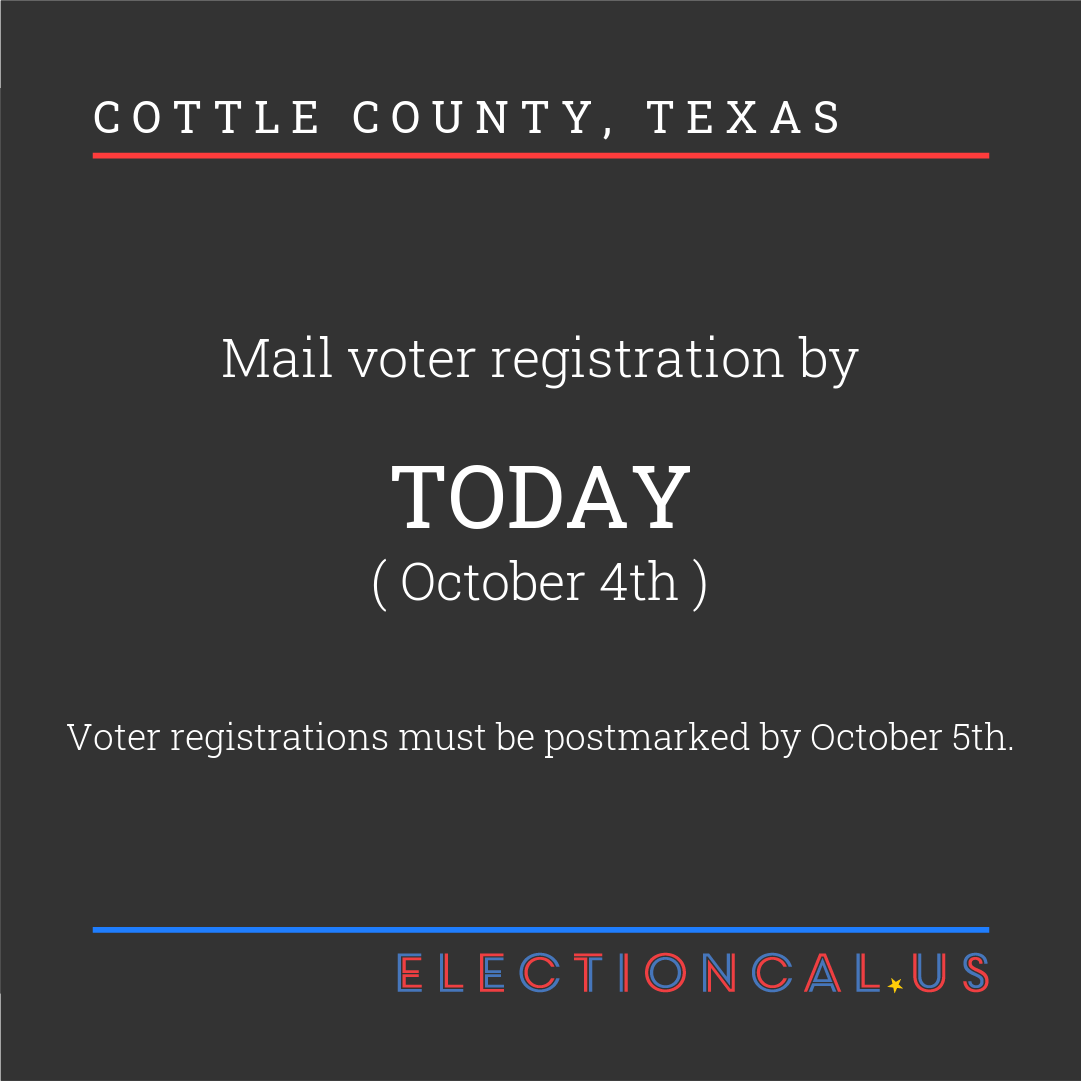 COTTLE COUNTY, TEXAS
Mail voter registration by
TODAY
( October 4th )
Voter registrations must be postmarked by October 5th.
ELECTIONCAL.US